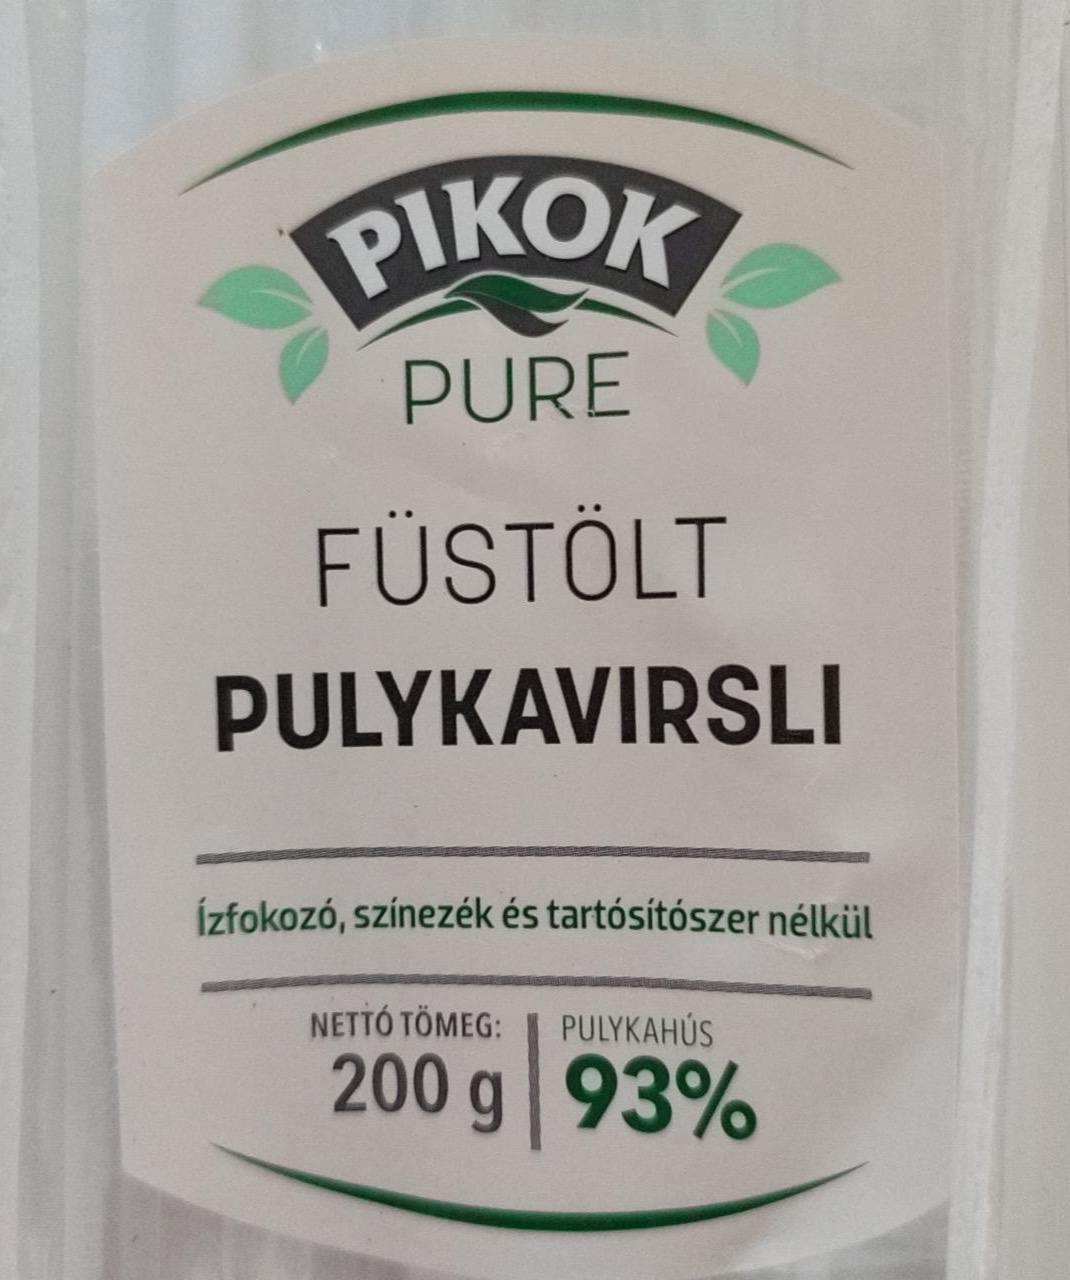 PIKOK
PURE
FÜSTÖLT
PULYKAVIRSLI
Ízfokozó, színezék és tartósítószer nélkül
NETTÓ TÖMEG:
200 g
PULYKAHÚS
93%